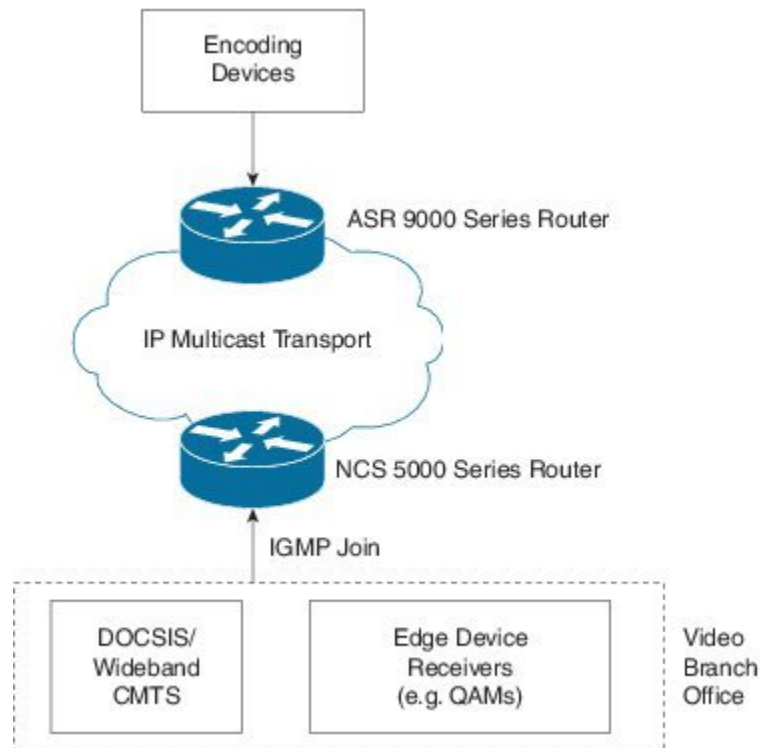 Encoding
Devices
ASR 9000 Series Router
IP Multicast Transport
NCS 5000 Series Router
IGMP Join
DOCSIS/
Wideband
CMTS
Edge Device
Receivers
(e.g. QAMs)
Video
Branch
Office